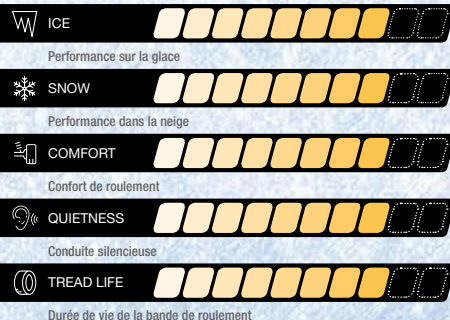 ICE
Performance sur la glace
SNOW
Performance dans la neige
COMFORT
Confort de roulement
QUIETNESS
Conduite silencieuse
TREAD LIFE
Durée de vie de la bande de roulement